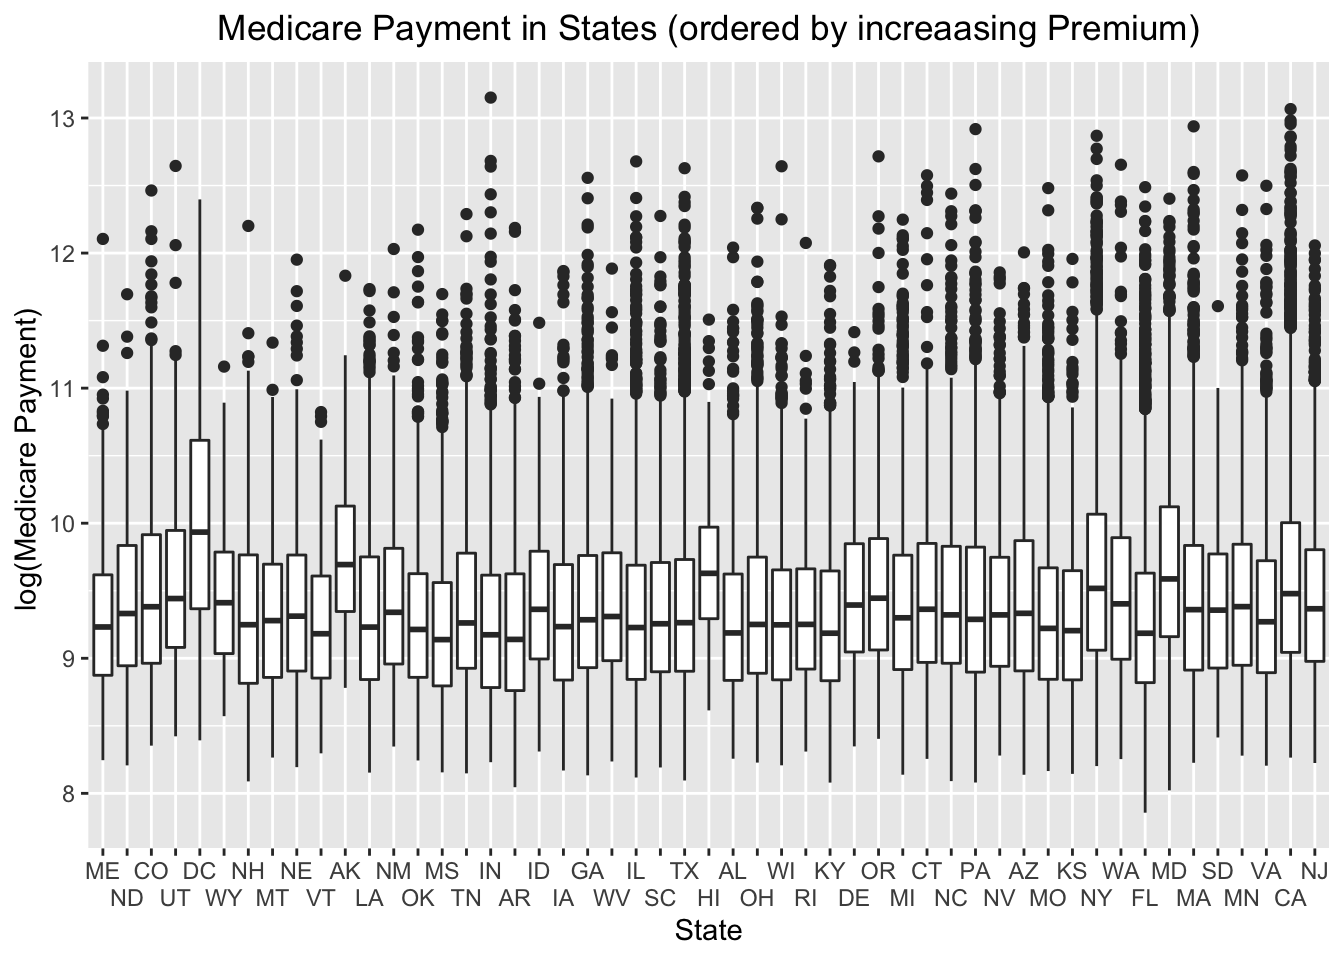 Medicare Payment in States (ordered by increaasing Premium)
log(Medicare Payment)
13
12
11
10
9
8
ME CO DC NH NE AK NM MS IN ID GA IL TX AL WI KY OR CT PA AZ KS WA MD SD VA NJ
ND UT WY MT VT LA OK TN AR IA WV SC HI OH RI DE MI NC NV MO NY FL MA MN CA
State